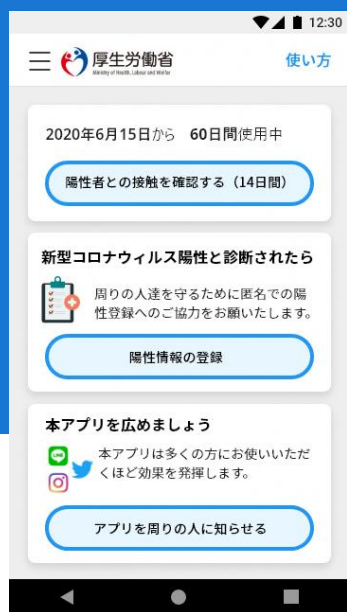 12:30
厚生労働省
Ministry of Health, Labour and Welfare
使い方
2020年6月15日から 60日間使用中
陽性者との接触を確認する（14日間）
新型コロナウィルス陽性と診断されたら
周りの人達を守るために匿名での陽
性登録へのご協力をお願いたします。
陽性情報の登録
本アプリを広めましょう
LINE
本アプリは多くの方にお使いいただ
くほど効果を発揮します。
アプリを周りの人に知らせる